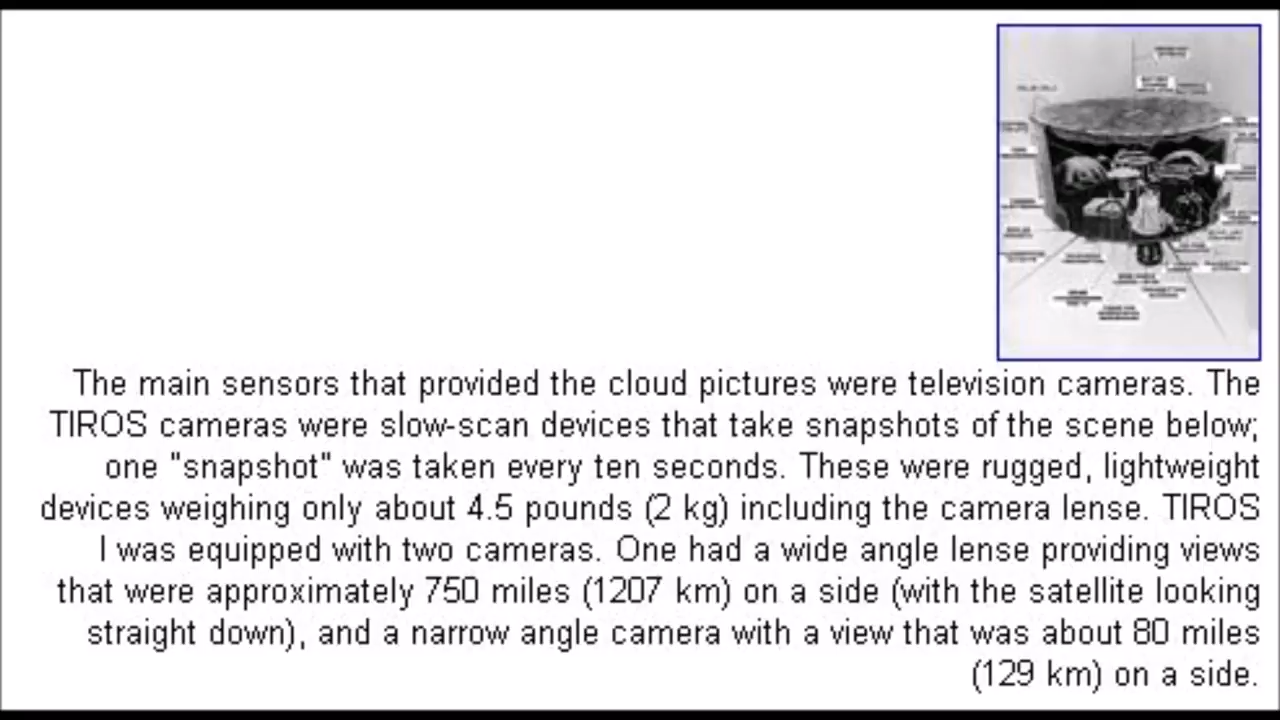 The main sensors that provided the cloud pictures were television cameras. The
TIROS cameras were slow-scan devices that take snapshots of the scene below;
one "snapshot" was taken every ten seconds. These were rugged, lightweight
devices weighing only about 4.5 pounds (2 kg) including the camera lense. TIROS
I was equipped with two cameras. One had a wide angle lense providing views
that were approximately 750 miles (1207 km) on a side (with the satellite looking
straight down), and a narrow angle camera with a view that was about 80 miles
(129 km) on a side.